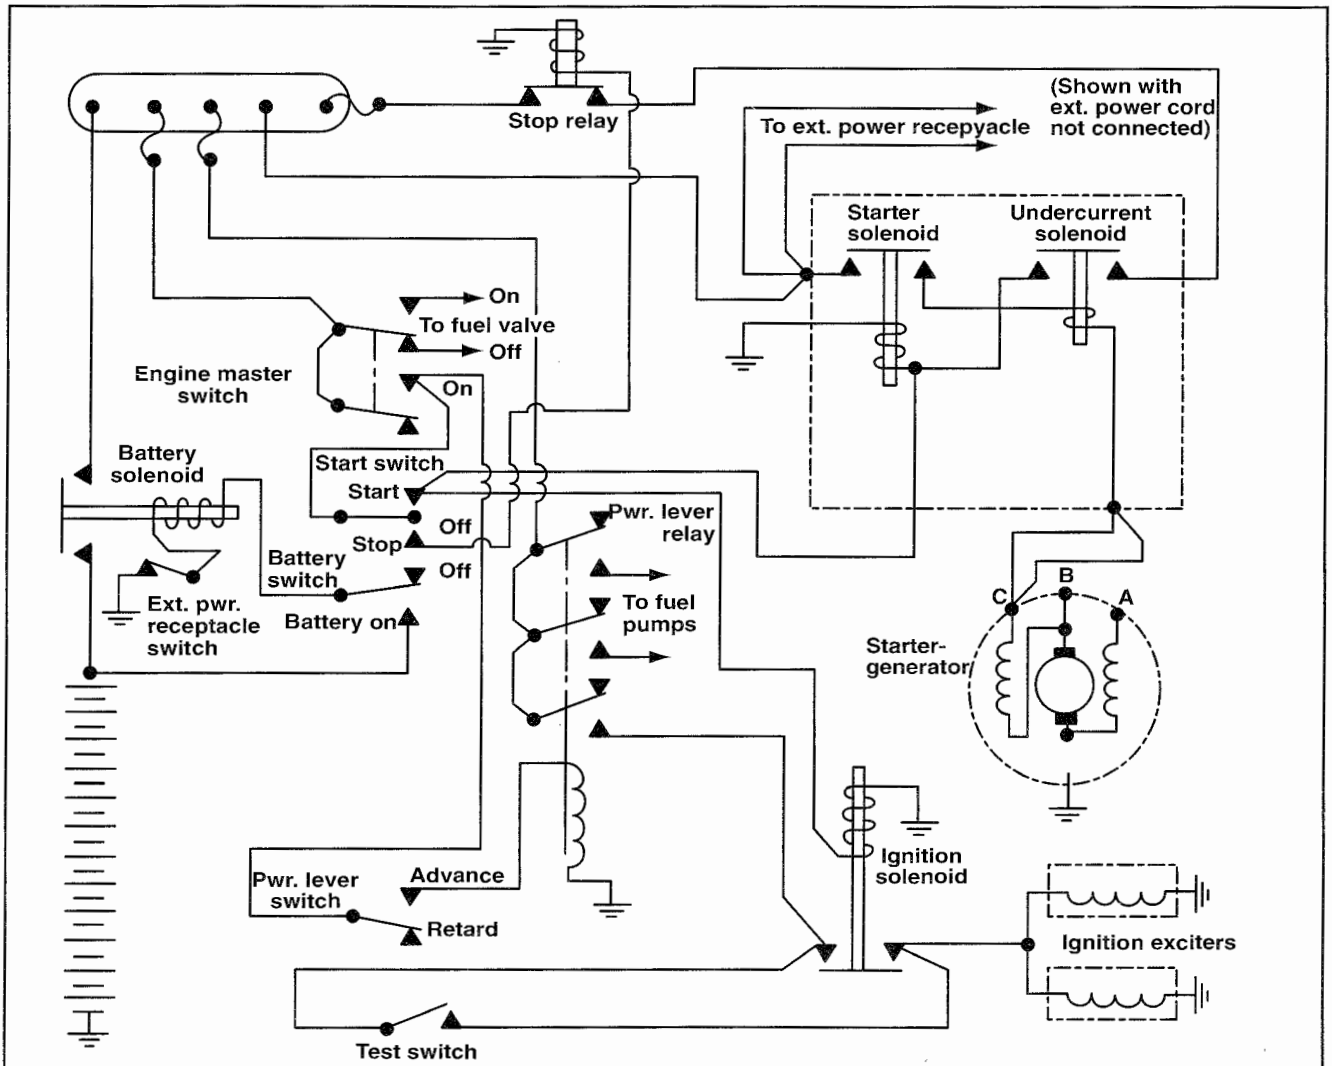 Stop relay
(Shown with
ext. power cord
not connected)
To ext. power recepyacle
Starter
solenoid
Undercurrent
solenoid
On
To fuel valve
Off
Engine master
switch
On
Battery
solenoid
Start switch
Start
Off
Stop
Pwr. lever
relay
Battery
switch
Off
Ext. pwr.
receptacle
switch
Battery on
To fuel
pumps
C
B
A
Starter-
generator
Ignition
solenoid
Pwr. lever
switch
Advance
Retard
Ignition exciters
Test switch